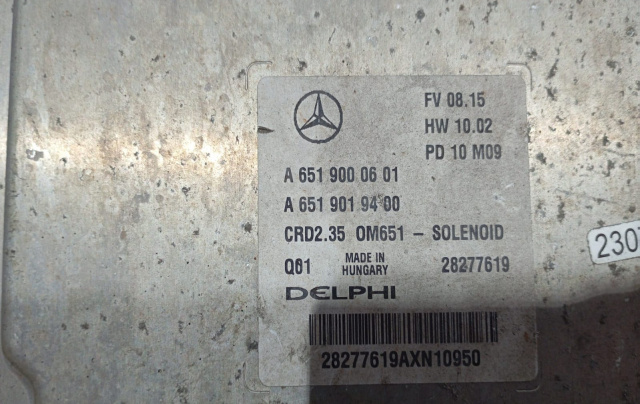 FV 08.15
HW 10.02
PD 10 M09
A 651 900 06 01
A 651 901 94 00
CRD2.35 OM651 - SOLENOID
Q01 MADE IN HUNGARY 28277619
DELPHI
28277619AXN10950
230